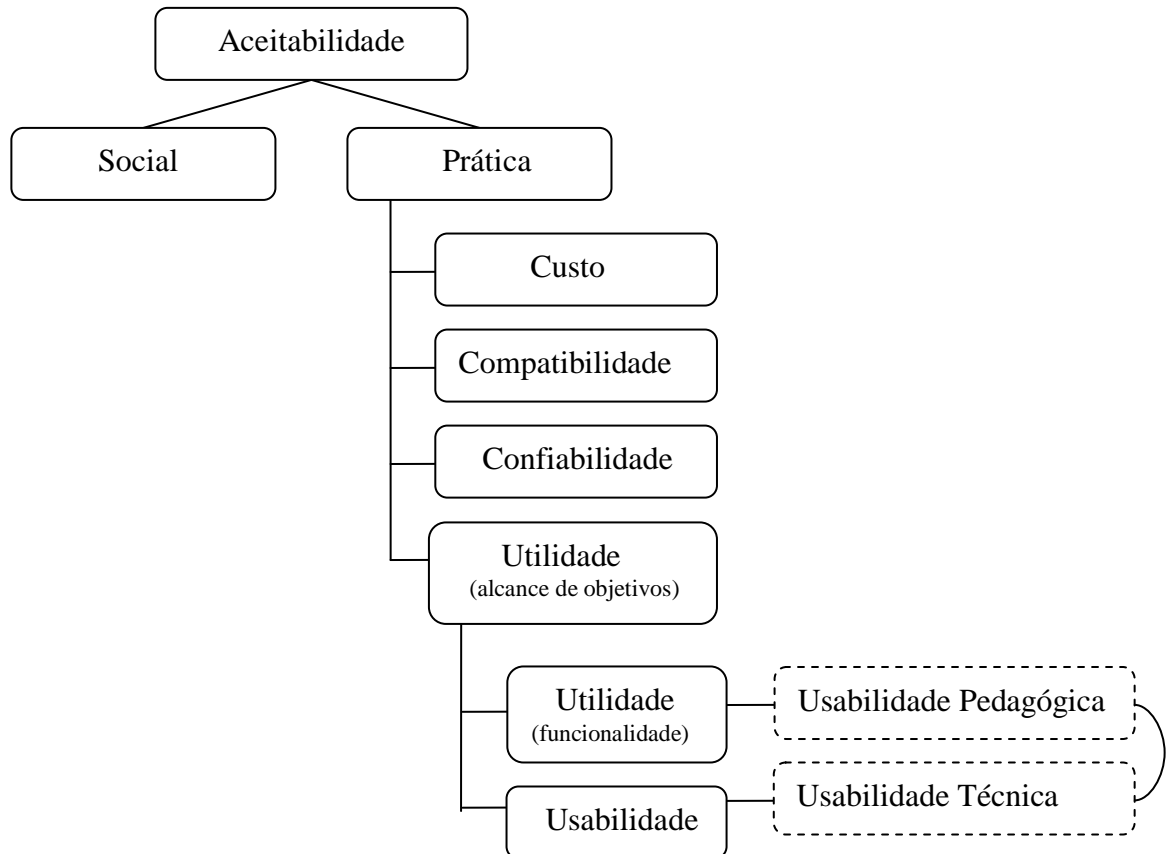 Aceitabilidade
Social
Prática
Custo
Compatibilidade
Confiabilidade
Utilidade
(alcance de objetivos)
Utilidade
(funcionalidade)
Usabilidade Pedagógica
Usabilidade
Usabilidade Técnica